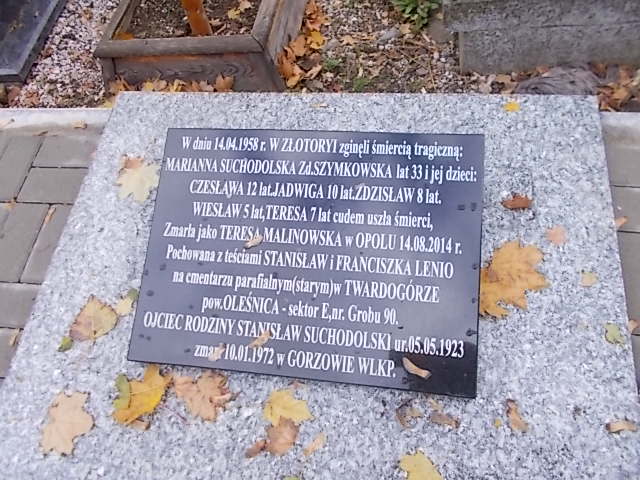 W dniu 14.04.1958 r. W ZŁOTORYI zginęli śmiercią tragiczną:
MARIANNA SUCHODOLSKA Zd.SZYMKOWSKA lat 33 i jej dzieci:
CZESŁĄWA 12 lat.JADWIGA 10 lat.ZDZISŁAW 8 lat.
WIESŁAW 5 lat,TERESA 7 lat cudem uszła śmierci,
Zmarła jako TERESA MALINOWSKA w OPOLU 14.08.2014 r.
Pochowana z teściami STANISŁAW i FRANCISZKA LENIO
na cmentarzu parafialnym(starym)w TWARDOGÓRZE
pow.OLEŚNICA - sektor E,nr. Grobu 90.
OJCIEC RODZINY STANISŁAW SUCHODOLSKI ur.05.05.1923
zmarł 10.01.1972 w GORZOWIE WLKP.